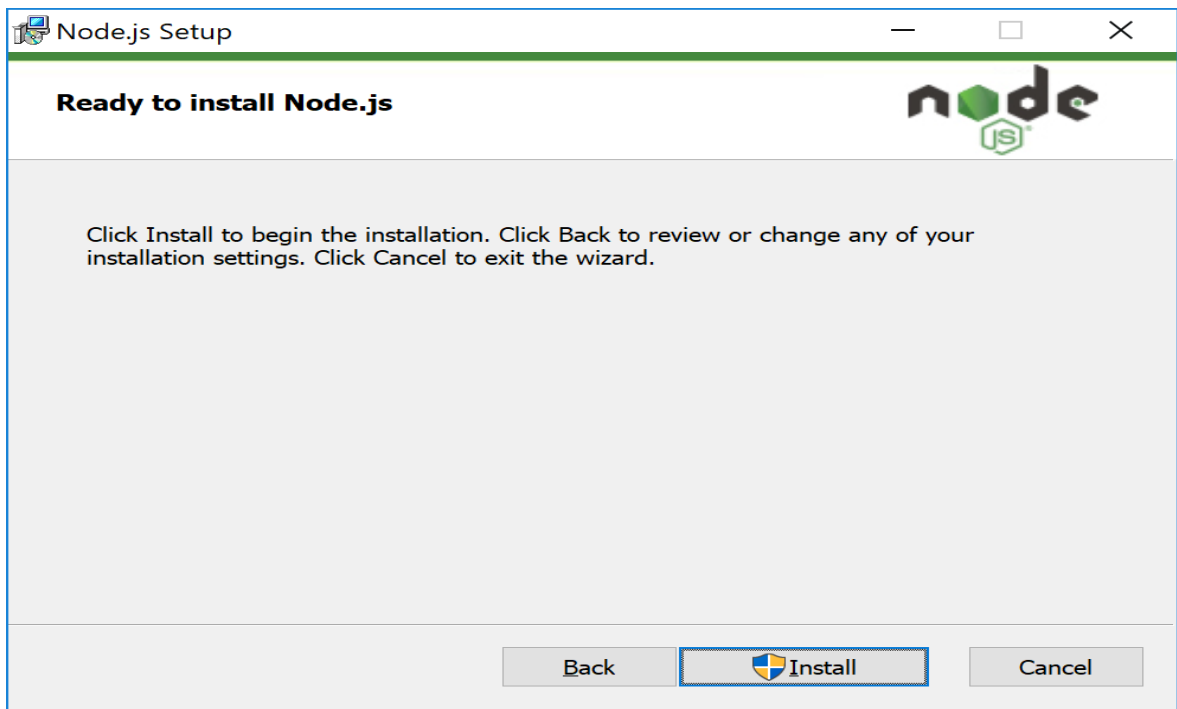 Node.js Setup
Ready to install Node.js
node
JS
Click Install to begin the installation. Click Back to review or change any of your
installation settings. Click Cancel to exit the wizard.
Back
Install
Cancel